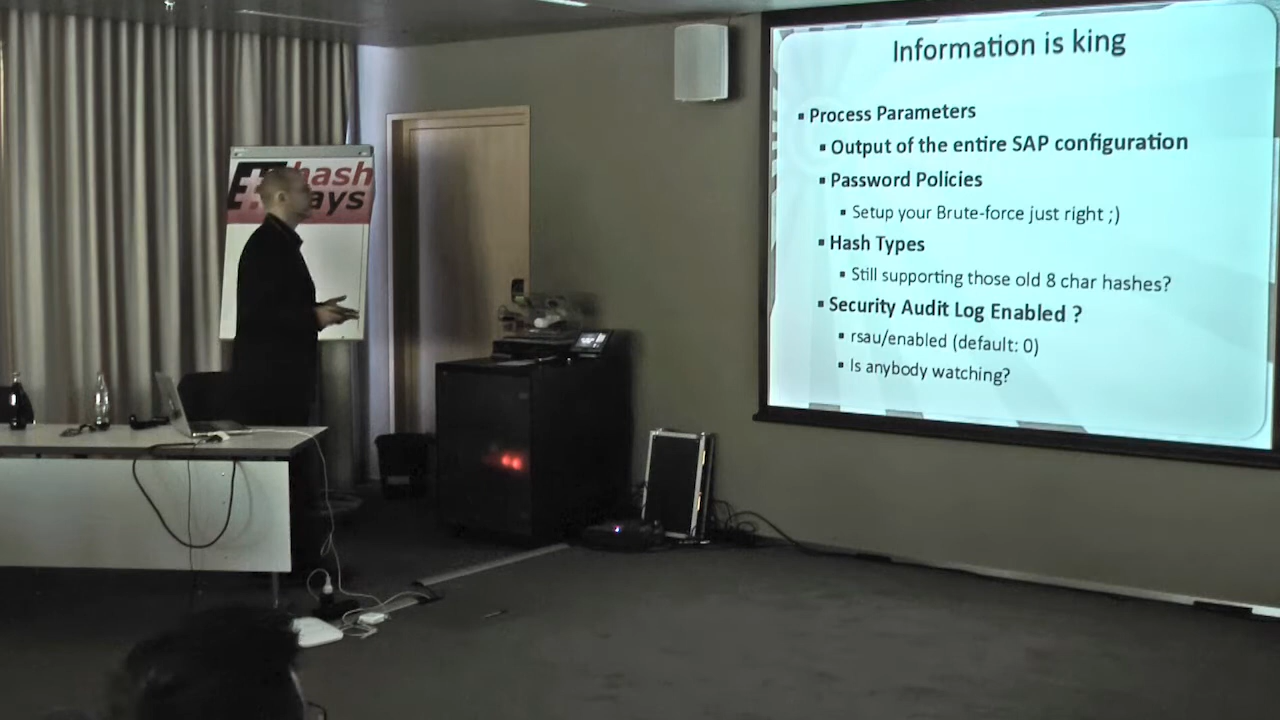 Information is king
▪ Process Parameters
▪ Output of the entire SAP configuration
▪ Password Policies
▪ Setup your Brute-force just right ;)
▪ Hash Types
▪ Still supporting those old 8 char hashes?
▪ Security Audit Log Enabled ?
▪ rsau/enabled (default: 0)
▪ Is anybody watching?
hash
ays